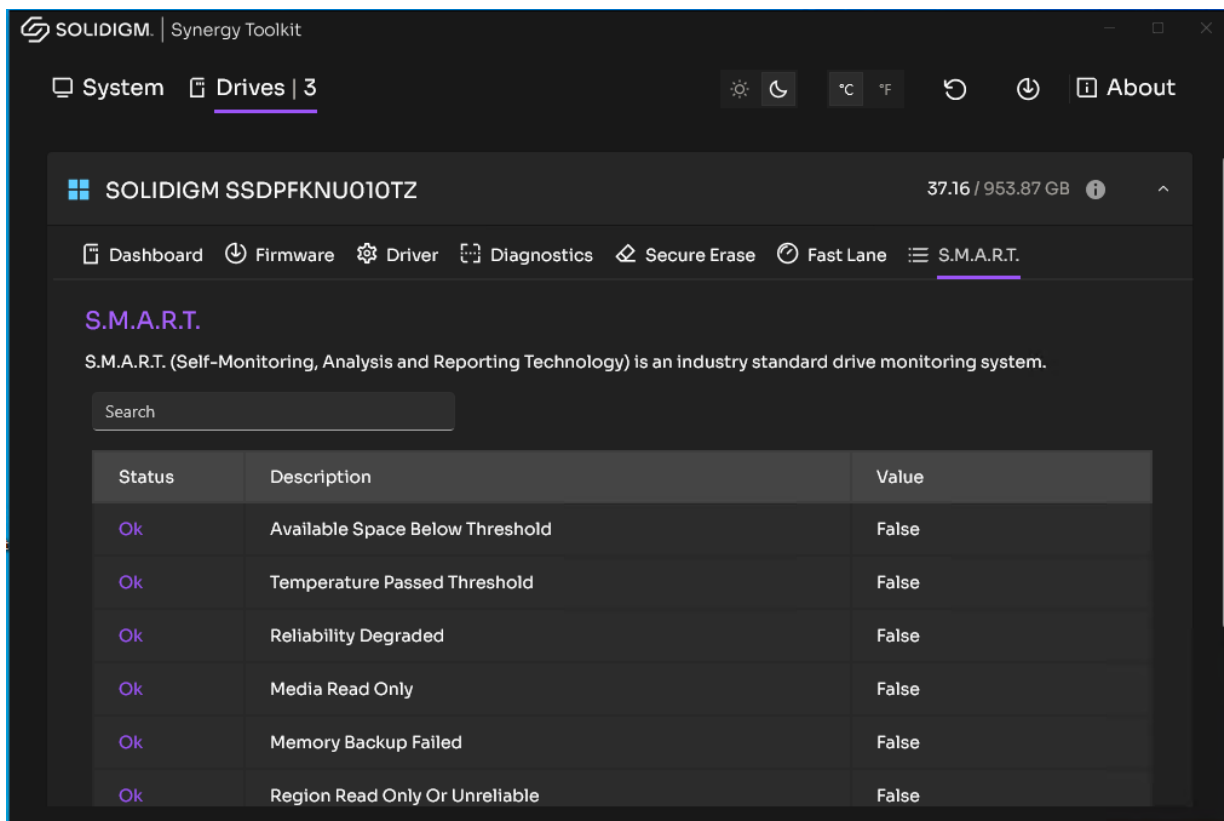 SOLIDIGM. | Synergy Toolkit
System Drives | 3 °C °F About
SOLIDIGM SSDPFKNU010TZ 37.16 / 953.87 GB
Dashboard Firmware Driver Diagnostics Secure Erase Fast Lane S.M.A.R.T.
S.M.A.R.T.
S.M.A.R.T. (Self-Monitoring, Analysis and Reporting Technology) is an industry standard drive monitoring system.
Search
Status Description Value
Ok Available Space Below Threshold False
Ok Temperature Passed Threshold False
Ok Reliability Degraded False
Ok Media Read Only False
Ok Memory Backup Failed False
Ok Region Read Only Or Unreliable False